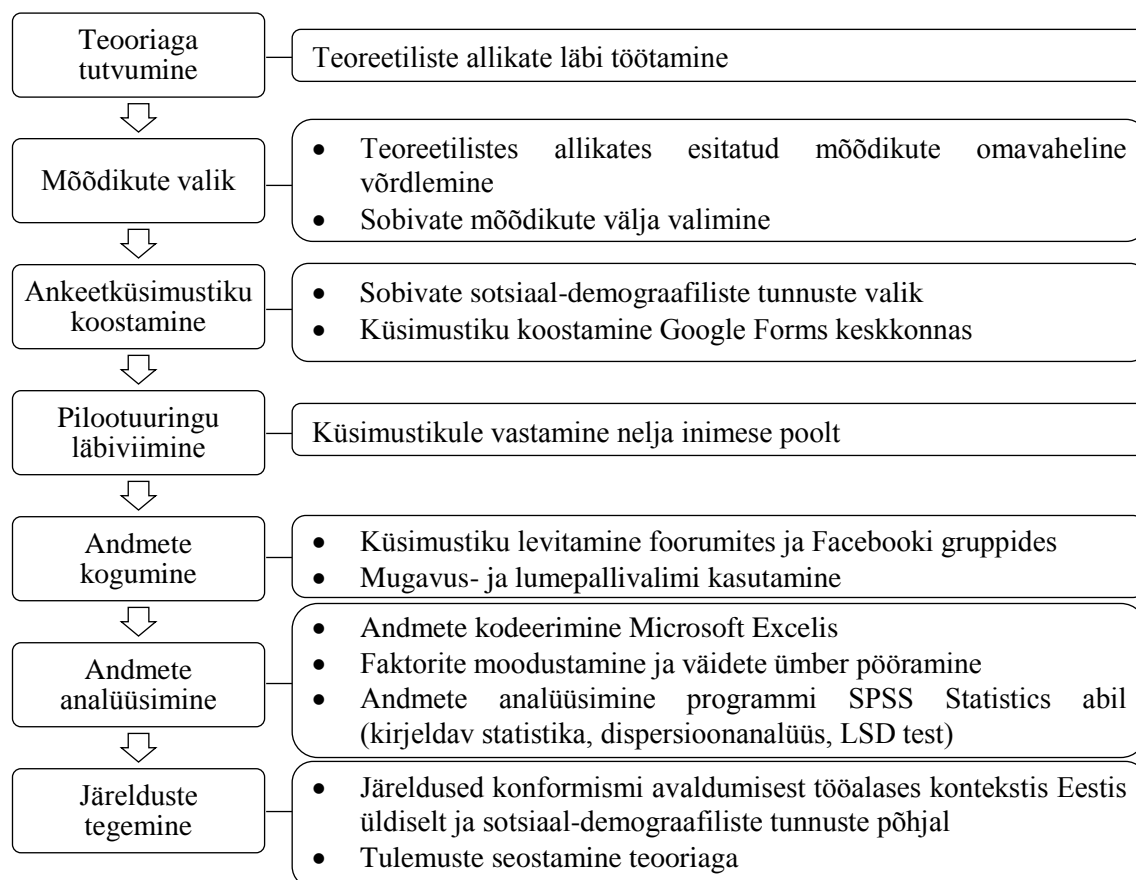 Teooriaga
tutvumine
Teoreetiliste allikate läbi töötamine
Mõõdikute valik
• Teoreetilistes allikates esitatud mõõdikute omavaheline
võrdlemine
• Sobivate mõõdikute välja valimine
Ankeetküsimustiku
koostamine
• Sobivate sotsiaal-demograafiliste tunnuste valik
• Küsimustiku koostamine Google Forms keskkonnas
Pilootuuringu
läbiviimine
Küsimustikule vastamine nelja inimese poolt
Andmete
kogumine
• Küsimustiku levitamine foorumites ja Facebooki gruppides
• Mugavus- ja lumepallivalimi kasutamine
Andmete
analüüsimine
• Andmete kodeerimine Microsoft Excelis
• Faktorite moodustamine ja väidete ümber pööramine
• Andmete analüüsimine programmi SPSS Statistics abil
(kirjeldav statistika, dispersioonanalüüs, LSD test)
Järelduste
tegemine
• Järeldused konformismi avaldumisest tööalases kontekstis Eestis
üldiselt ja sotsiaal-demograafiliste tunnuste põhjal
• Tulemuste seostamine teooriaga